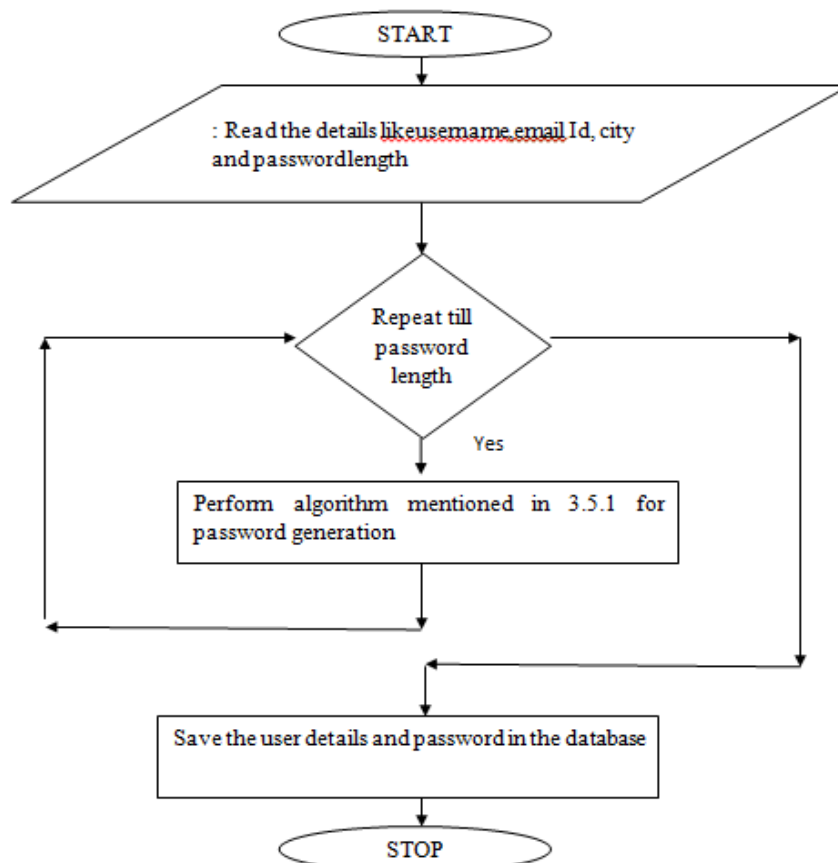 START
: Read the details likeusername,email Id, city
and passwordlength
Repeat till
password
length
Yes
Perform algorithm mentioned in 3.5.1 for
password generation
Save the user details and password in the database
STOP